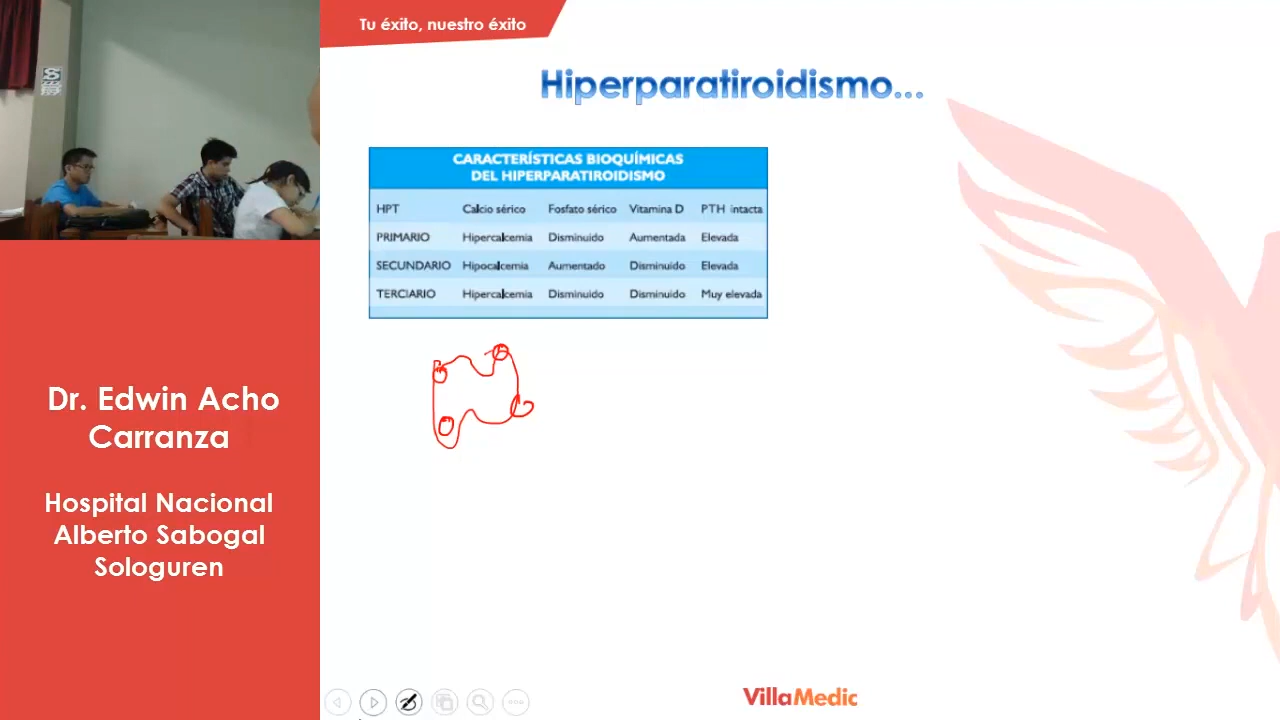 Tu éxito, nuestro éxito
Hiperparatiroidismo...
CARACTERÍSTICAS BIOQUÍMICAS
DEL HIPERPARATIROIDISMO
HPT Calcio sérico Fosfato sérico Vitamina D PTH intacta
PRIMARIO Hipercalcemia Disminuido Aumentada Elevada
SECUNDARIO Hipocalcemia Aumentado Disminuido Elevada
TERCIARIO Hipercalcemia Disminuido Disminuido Muy elevada
Dr. Edwin Acho
Carranza
Hospital Nacional
Alberto Sabogal
Sologuren
VillaMedic